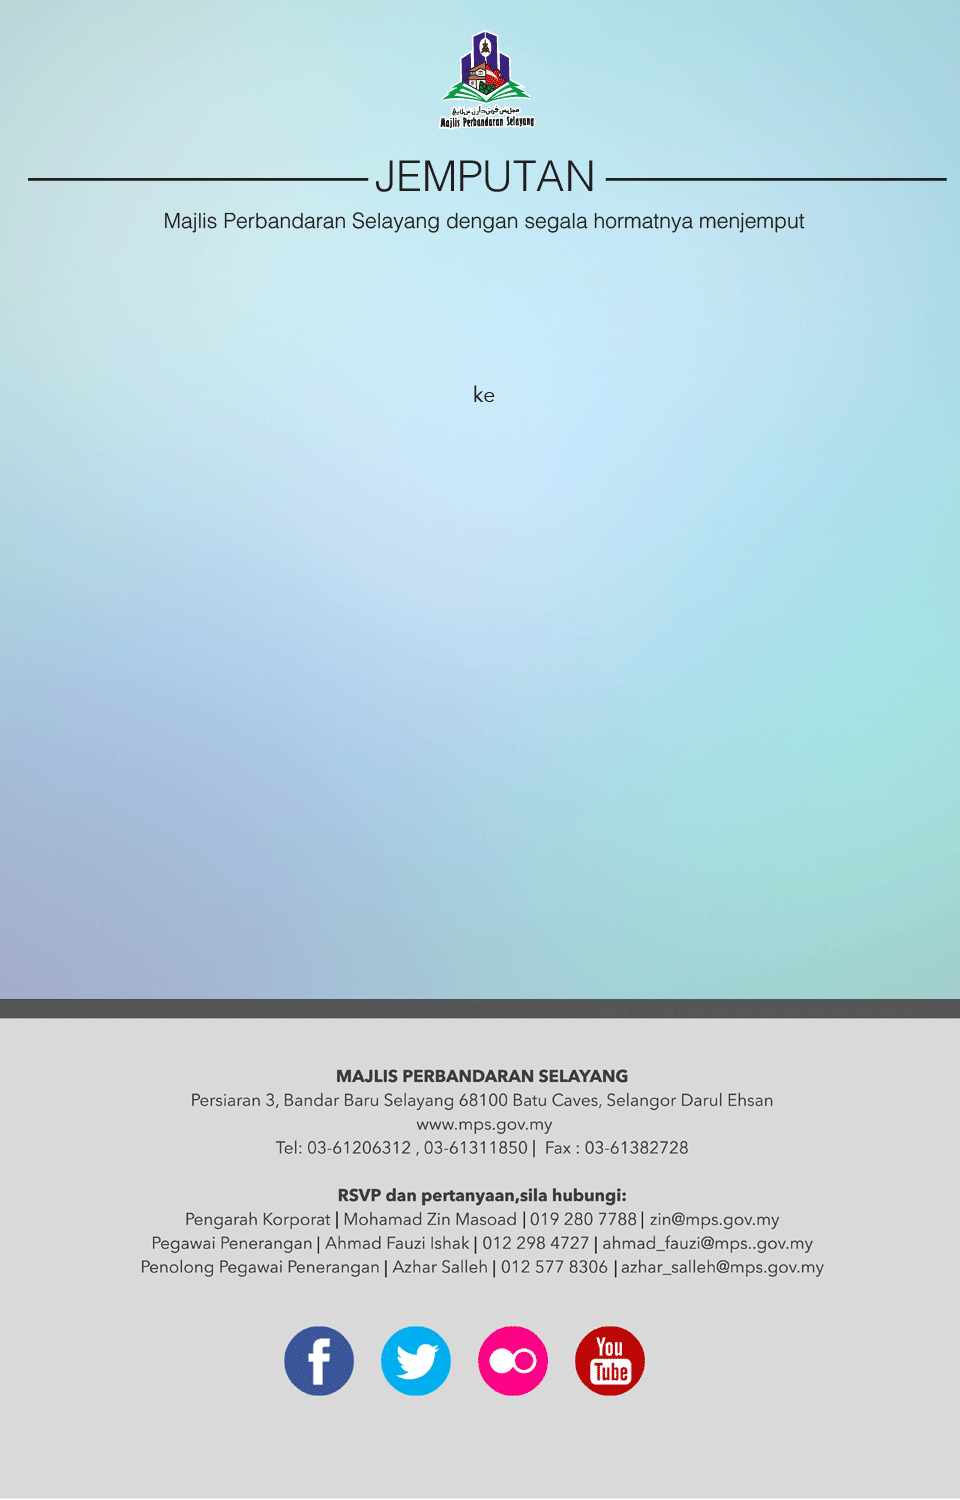 مجلس ڤربندارن سلايڠ
Majlis Perbandaran Selayang
JEMPUTAN
Majlis Perbandaran Selayang dengan segala hormatnya menjemput
ke
MAJLIS PERBANDARAN SELAYANG
Persiaran 3, Bandar Baru Selayang 68100 Batu Caves, Selangor Darul Ehsan
www.mps.gov.my
Tel: 03-61206312 , 03-61311850 | Fax : 03-61382728
RSVP dan pertanyaan,sila hubungi:
Pengarah Korporat | Mohamad Zin Masoad | 019 280 7788 | zin@mps.gov.my
Pegawai Penerangan | Ahmad Fauzi Ishak | 012 298 4727 | ahmad_fauzi@mps..gov.my
Penolong Pegawai Penerangan | Azhar Salleh | 012 577 8306 | azhar_salleh@mps.gov.my
f
You
Tube